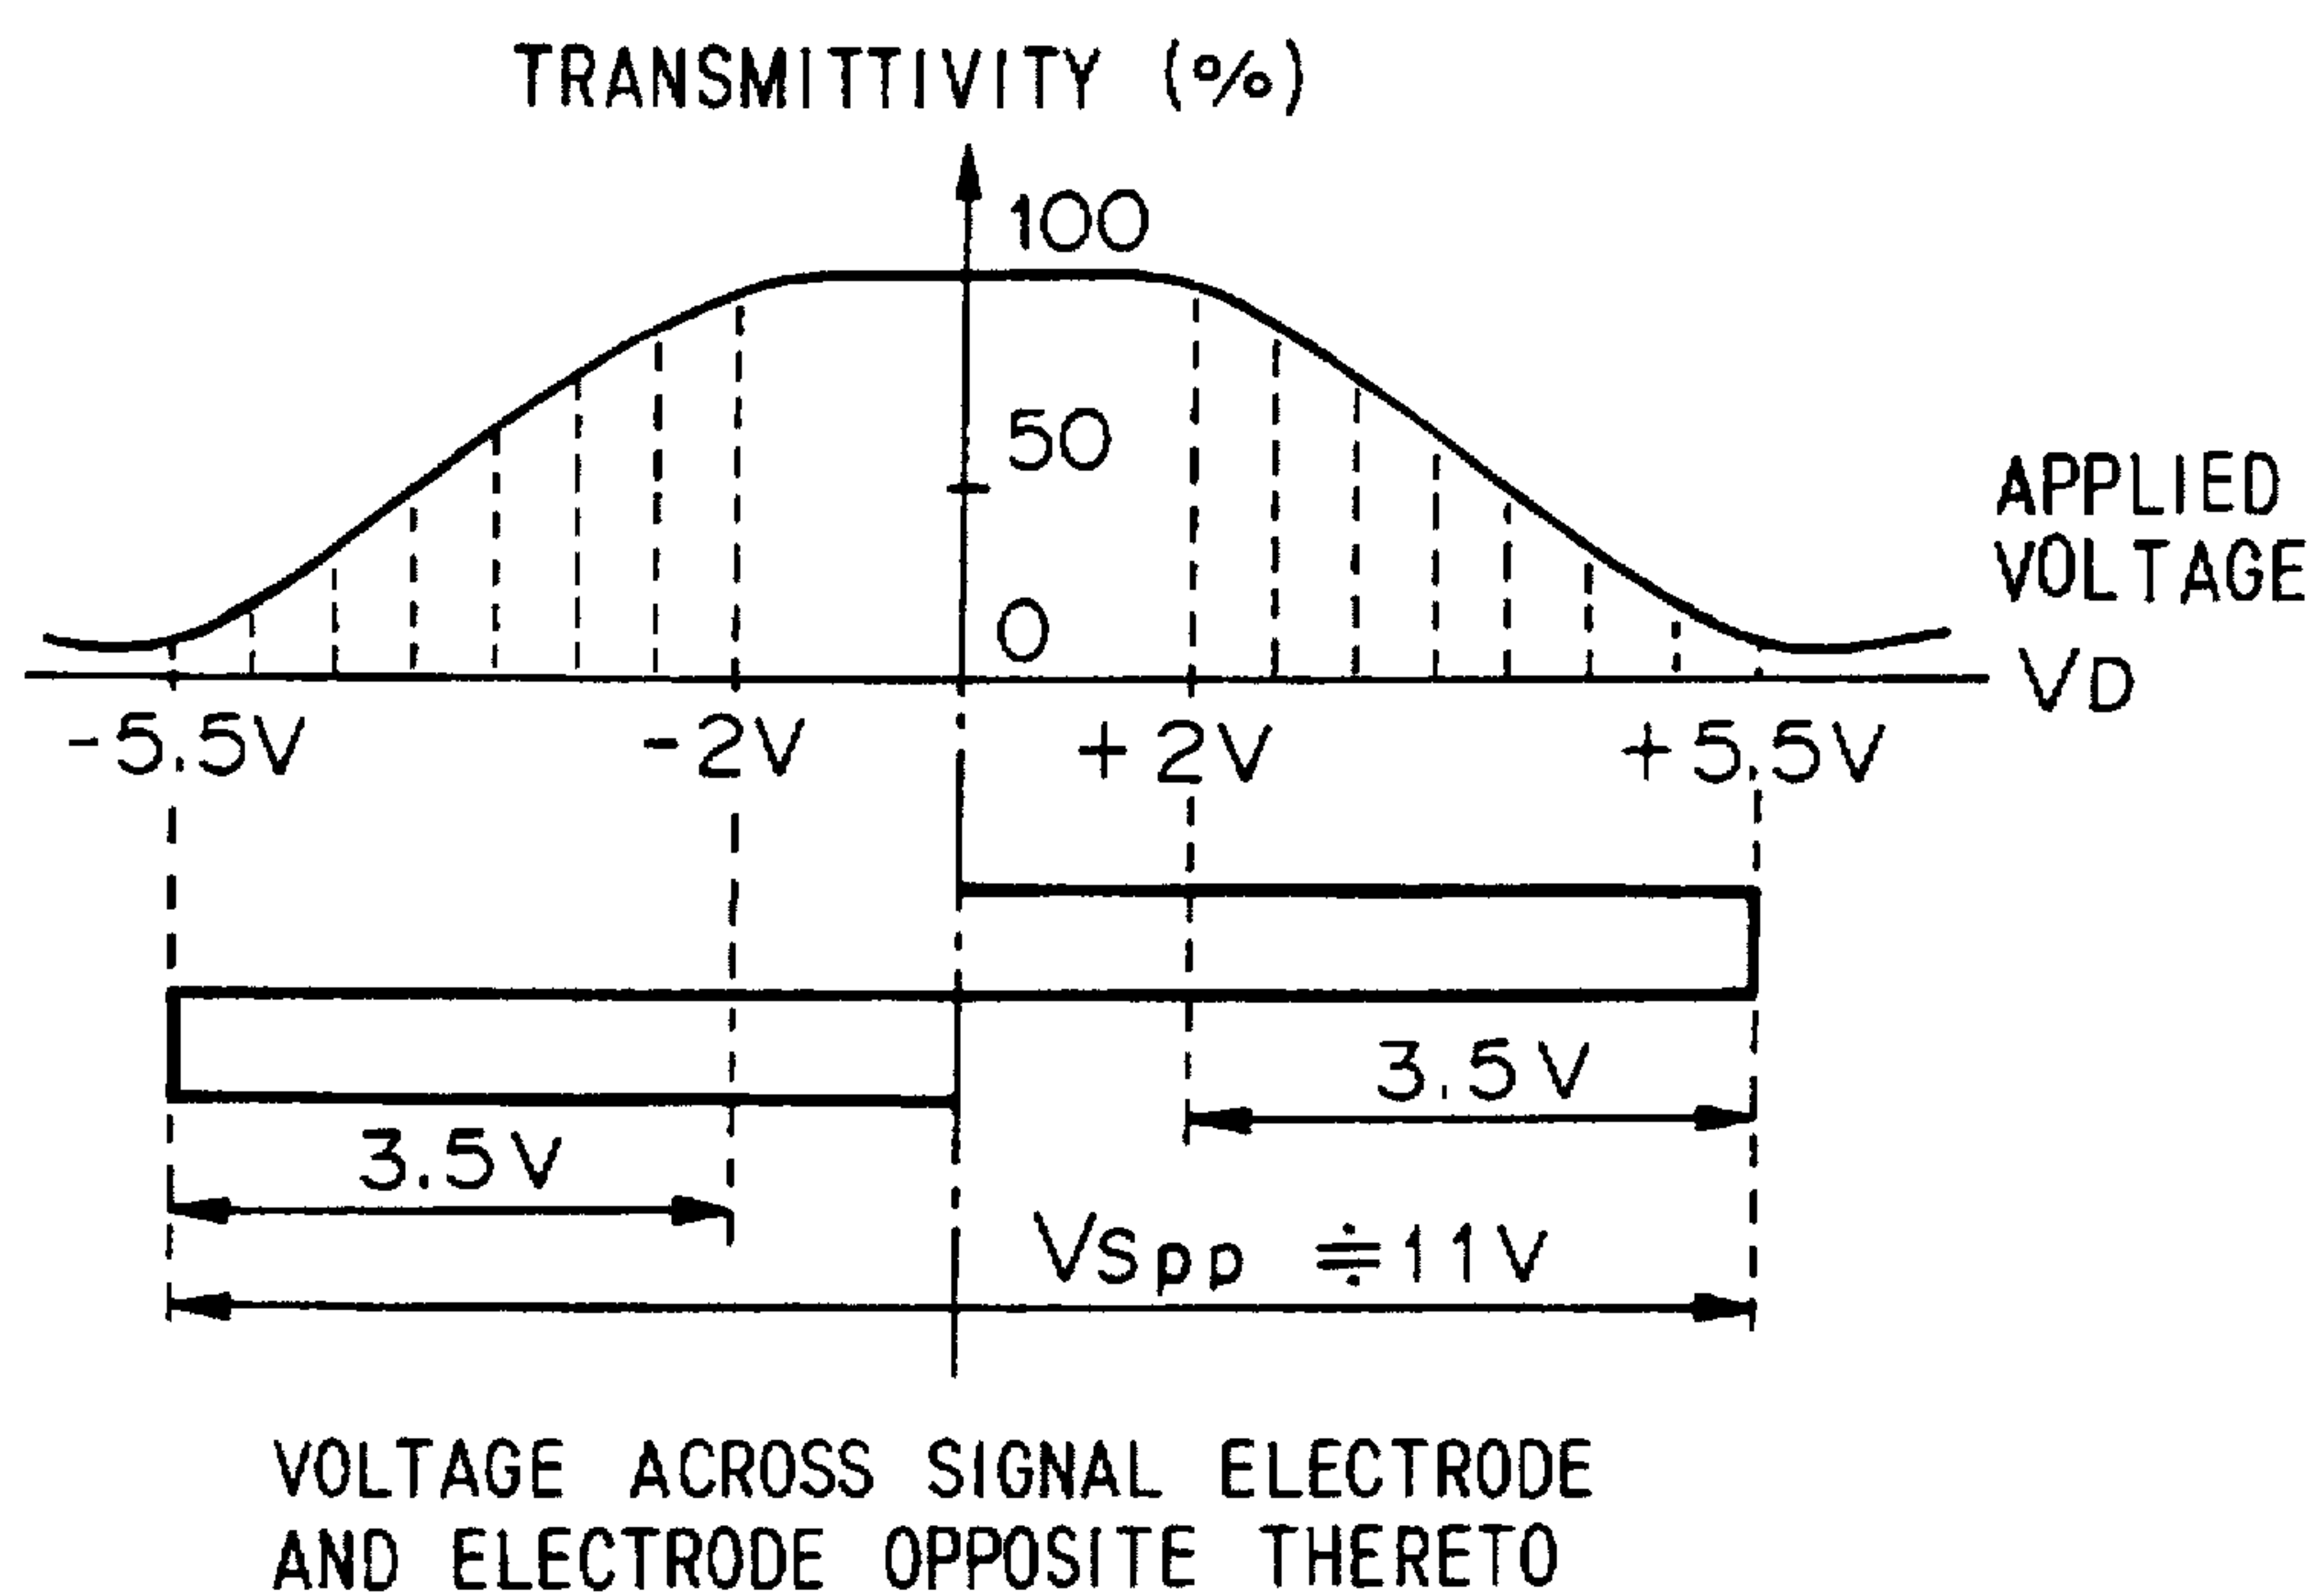 TRANSMITTIVITY (%)
100
50
0
APPLIED
VOLTAGE
VD
-5.5V
-2V
+2V
+5.5V
3.5V
3.5V
VSpp ≒11V
VOLTAGE ACROSS SIGNAL ELECTRODE
AND ELECTRODE OPPOSITE THERETO